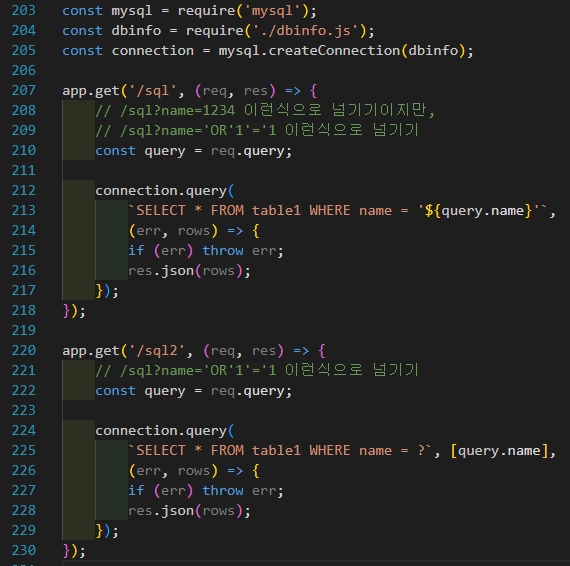 203 const mysql = require('mysql');
204 const dbinfo = require('./dbinfo.js');
205 const connection = mysql.createConnection(dbinfo);
206
207 app.get('/sql', (req, res) => {
208 // /sql?name=1234 이런식으로 넘기기이지만,
209 // /sql?name='OR'1'='1 이런식으로 넘기기
210 const query = req.query;
211
212 connection.query(
213 `SELECT * FROM table1 WHERE name = '${query.name}'`,
214 (err, rows) => {
215 if (err) throw err;
216 res.json(rows);
217 });
218 });
219
220 app.get('/sql2', (req, res) => {
221 // /sql?name='OR'1'='1 이런식으로 넘기기
222 const query = req.query;
223
224 connection.query(
225 `SELECT * FROM table1 WHERE name = ?`, [query.name],
226 (err, rows) => {
227 if (err) throw err;
228 res.json(rows);
229 });
230 });